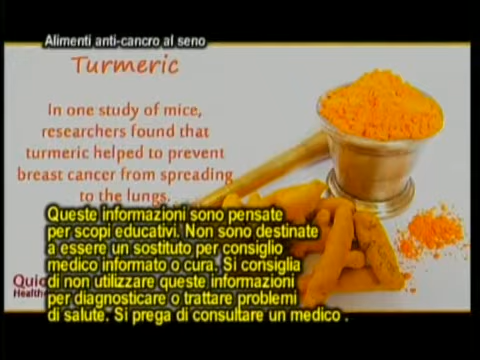 Alimenti anti-cancro al seno
Turmeric
In one study of mice,
researchers found that
turmeric helped to prevent
breast cancer from spreading
to the lungs.
Queste informazioni sono pensate
per scopi educativi. Non sono destinate
a essere un sostituto per consiglio
medico informato o cura. Si consiglia
di non utilizzare queste informazioni
per diagnosticare o trattare problemi
di salute. Si prega di consultare un medico .